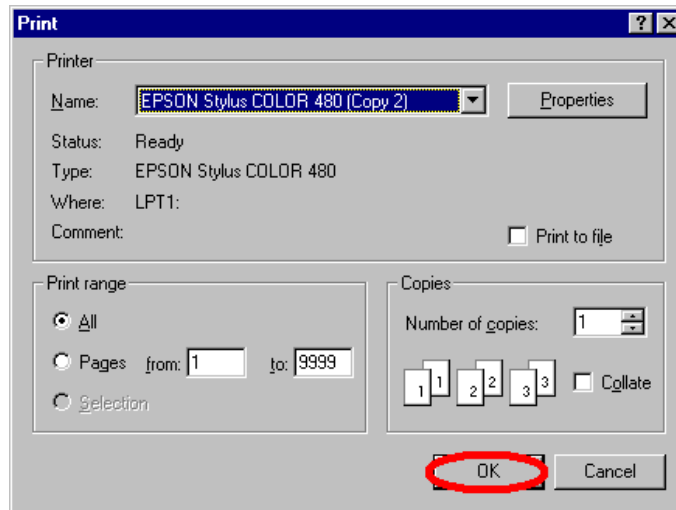 Print
Printer
Name: EPSON Stylus COLOR 480 (Copy 2) Properties
Status: Ready
Type: EPSON Stylus COLOR 480
Where: LPT1:
Comment: Print to file
Print range
All
Pages from: 1 to: 9999
Selection
Copies
Number of copies: 1
1 1 2 2 3 3 Collate
OK Cancel